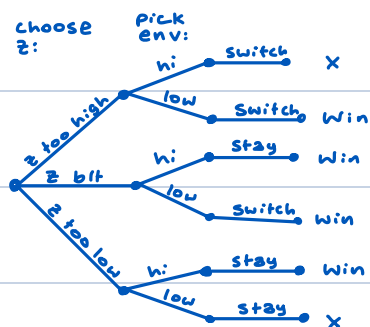 choose
z:
pick
env:
hi
switch
x
z too high
low
switch
win
hi
stay
win
z btt
low
switch
win
z too low
hi
stay
win
low
stay
x